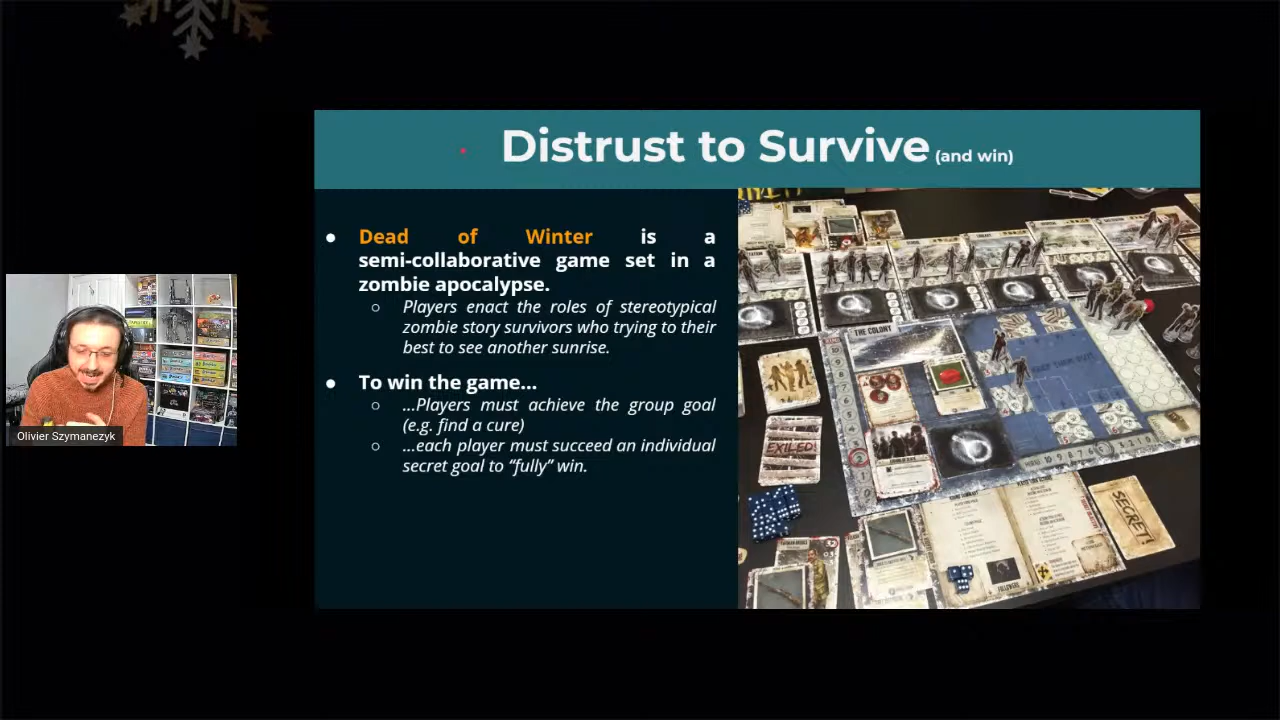 Distrust to Survive (and win)
● Dead of Winter is a
semi-collaborative game set in a
zombie apocalypse.
○ Players enact the roles of stereotypical
zombie story survivors who trying to their
best to see another sunrise.
● To win the game...
○ ...Players must achieve the group goal
(e.g. find a cure)
○ ...each player must succeed an individual
secret goal to “fully” win.
Olivier Szymanezyk
THE COLONY
EXILED!
SECRET!